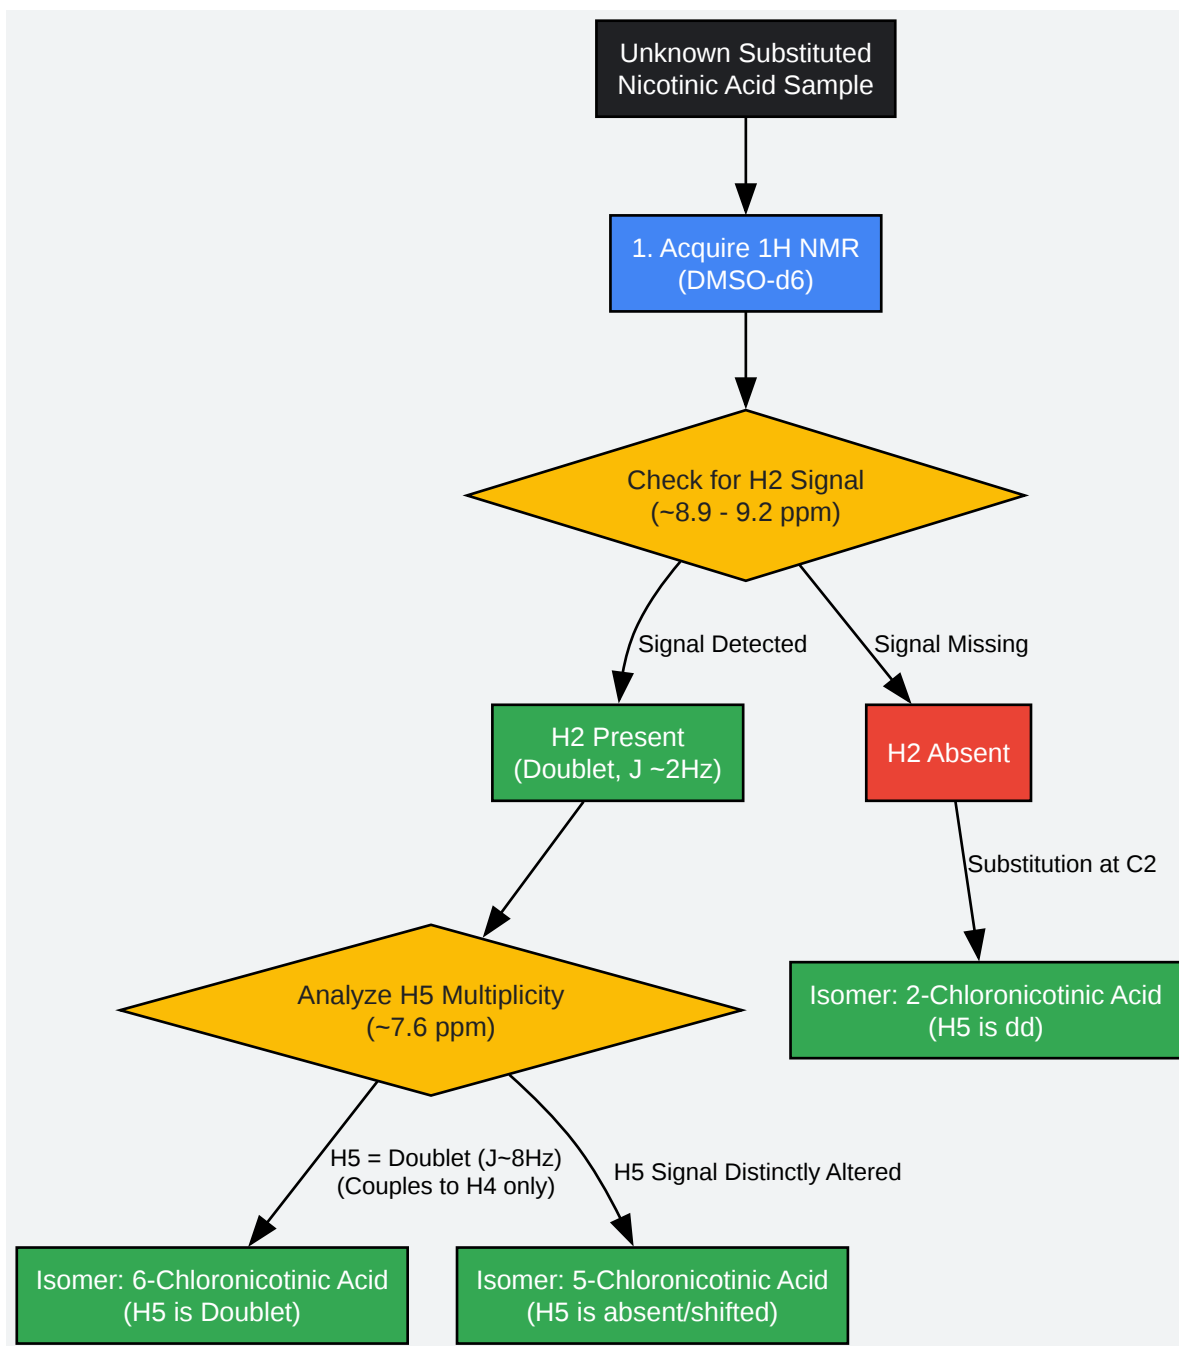 Unknown Substituted
Nicotinic Acid Sample
1. Acquire 1H NMR
(DMSO-d6)
Check for H2 Signal
(~8.9 - 9.2 ppm)
Signal Detected
Signal Missing
H2 Present
(Doublet, J ~2Hz)
H2 Absent
Substitution at C2
Analyze H5 Multiplicity
(~7.6 ppm)
Isomer: 2-Chloronicotinic Acid
(H5 is dd)
H5 = Doublet (J~8Hz)
(Couples to H4 only)
H5 Signal Distinctly Altered
Isomer: 6-Chloronicotinic Acid
(H5 is Doublet)
Isomer: 5-Chloronicotinic Acid
(H5 is absent/shifted)